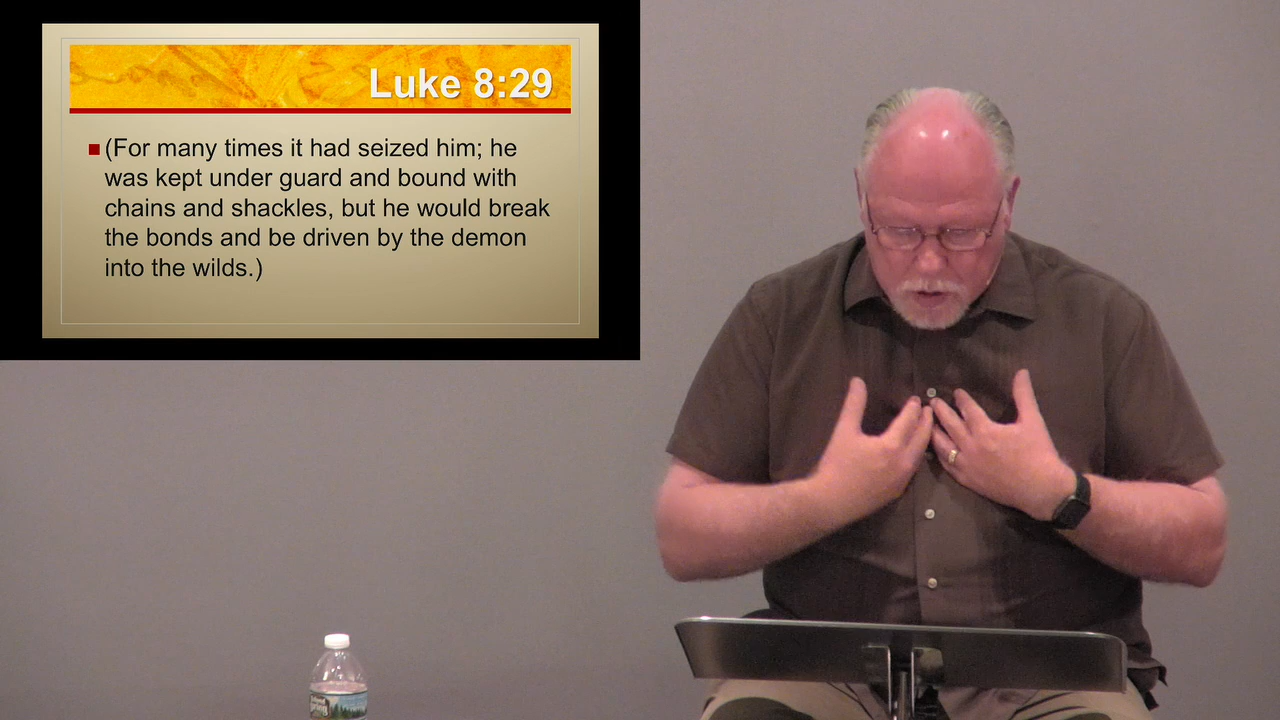 Luke 8:29
(For many times it had seized him; he
was kept under guard and bound with
chains and shackles, but he would break
the bonds and be driven by the demon
into the wilds.)